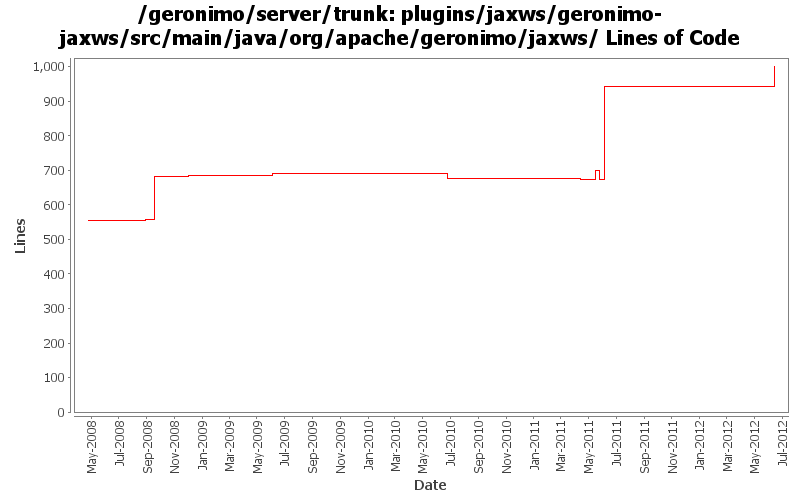 /geronimo/server/trunk: plugins/jaxws/geronimo-
jaxws/src/main/java/org/apache/geronimo/jaxws/ Lines of Code
Lines
1,000
900
800
700
600
500
400
300
200
100
0
May-2008
Jul-2008
Sep-2008
Nov-2008
Jan-2009
Mar-2009
May-2009
Jul-2009
Sep-2009
Nov-2009
Jan-2010
Mar-2010
May-2010
Jul-2010
Sep-2010
Nov-2010
Jan-2011
Mar-2011
May-2011
Jul-2011
Sep-2011
Nov-2011
Jan-2012
Mar-2012
May-2012
Jul-2012
Date